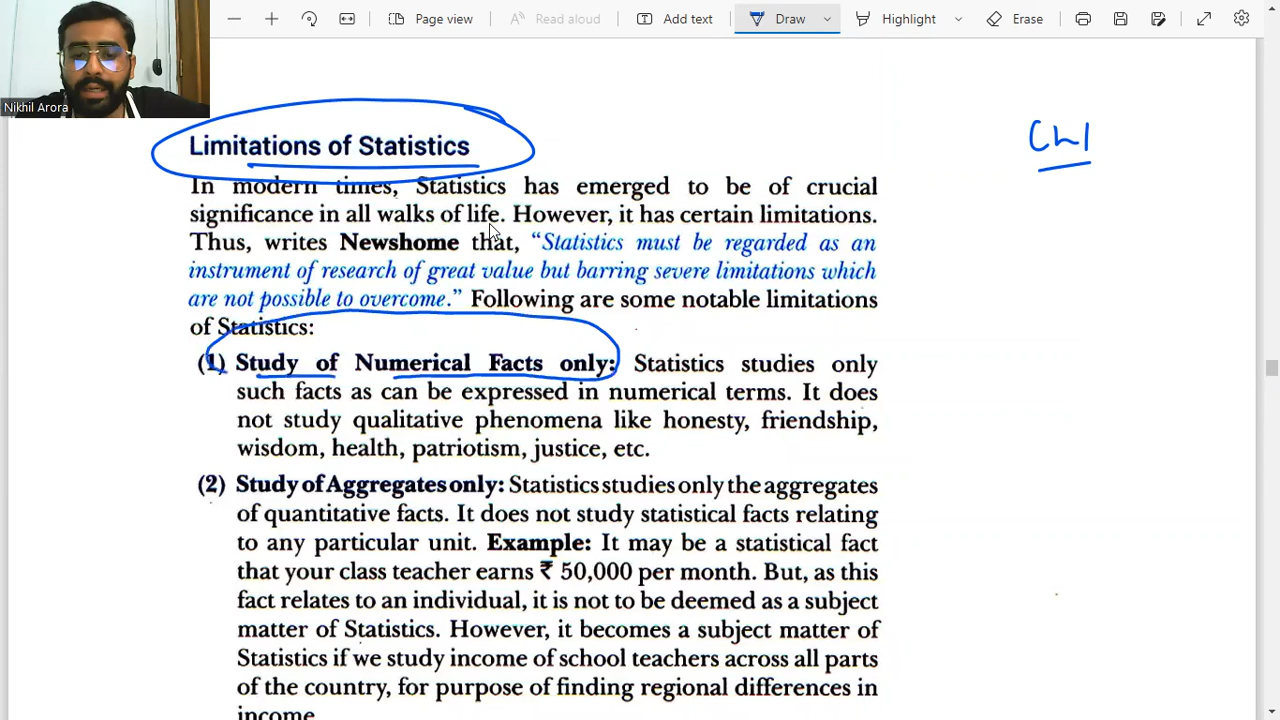 Page view
Read aloud
Add text
Draw
Highlight
Erase
Nikhil Arora
Ch1
Limitations of Statistics
In modern times, Statistics has emerged to be of crucial
significance in all walks of life. However, it has certain limitations.
Thus, writes Newshome that, “Statistics must be regarded as an
instrument of research of great value but barring severe limitations which
are not possible to overcome.” Following are some notable limitations
of Statistics:
(1) Study of Numerical Facts only: Statistics studies only
such facts as can be expressed in numerical terms. It does
not study qualitative phenomena like honesty, friendship,
wisdom, health, patriotism, justice, etc.
(2) Study of Aggregates only: Statistics studies only the aggregates
of quantitative facts. It does not study statistical facts relating
to any particular unit. Example: It may be a statistical fact
that your class teacher earns ₹ 50,000 per month. But, as this
fact relates to an individual, it is not to be deemed as a subject
matter of Statistics. However, it becomes a subject matter of
Statistics if we study income of school teachers across all parts
of the country, for purpose of finding regional differences in
income.